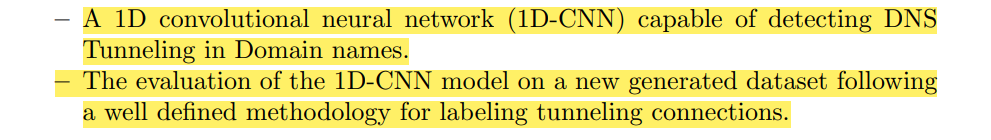 – A 1D convolutional neural network (1D-CNN) capable of detecting DNS
Tunneling in Domain names.
– The evaluation of the 1D-CNN model on a new generated dataset following
a well defined methodology for labeling tunneling connections.